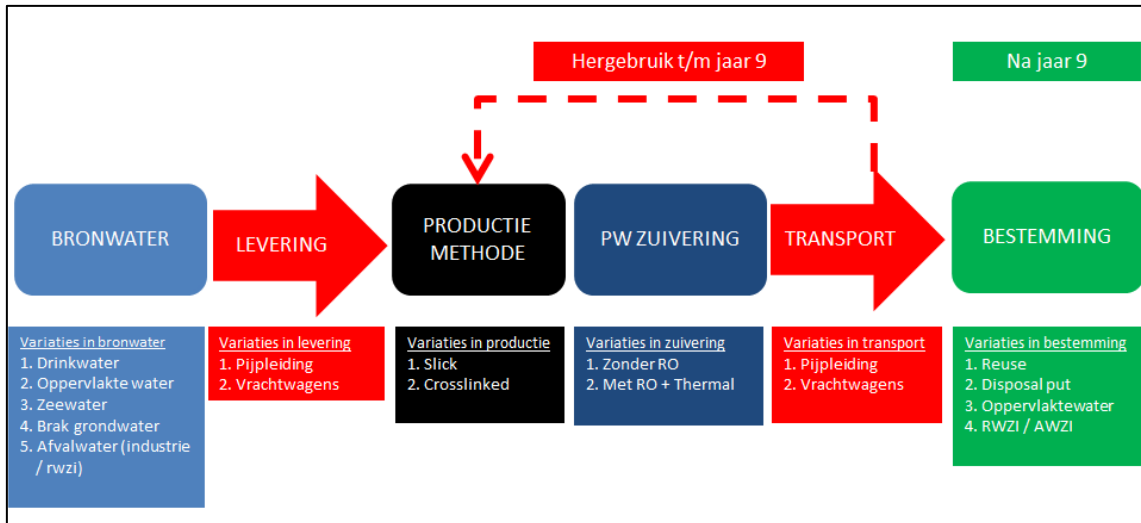 Hergebruik t/m jaar 9
Na jaar 9
BRONWATER
LEVERING
PRODUCTIE
METHODE
PW ZUIVERING
TRANSPORT
BESTEMMING
Variaties in bronwater
1. Drinkwater
2. Oppervlakte water
3. Zeewater
4. Brak grondwater
5. Afvalwater (industrie
/ rwzi)
Variaties in levering
1. Pijpleiding
2. Vrachtwagens
Variaties in productie
1. Slick
2. Crosslinked
Variaties in zuivering
1. Zonder RO
2. Met RO + Thermal
Variaties in transport
1. Pijpleiding
2. Vrachtwagens
Variaties in bestemming
1. Reuse
2. Disposal put
3. Oppervlaktewater
4. RWZI / AWZI